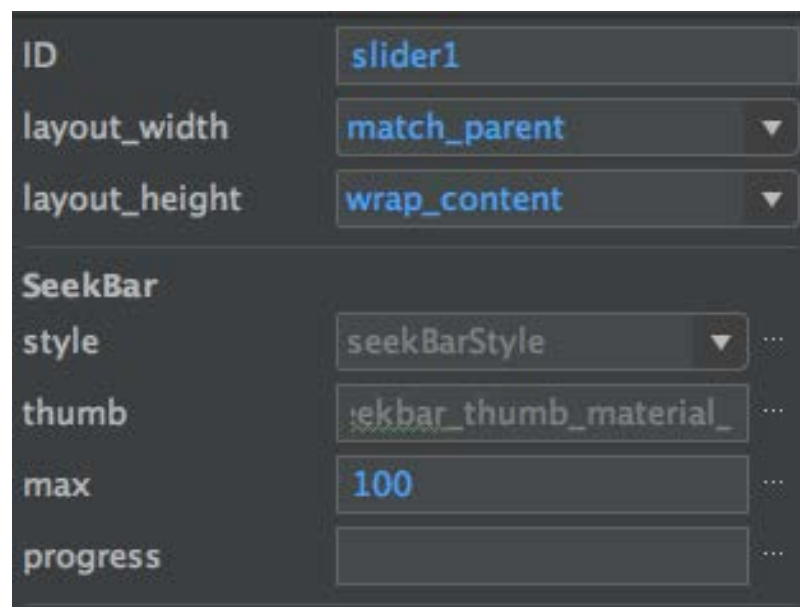 ID slider1
layout_width match_parent
layout_height wrap_content
SeekBar
style seekBarStyle ...
thumb ekbar_thumb_material_ ...
max 100 ...
progress ...